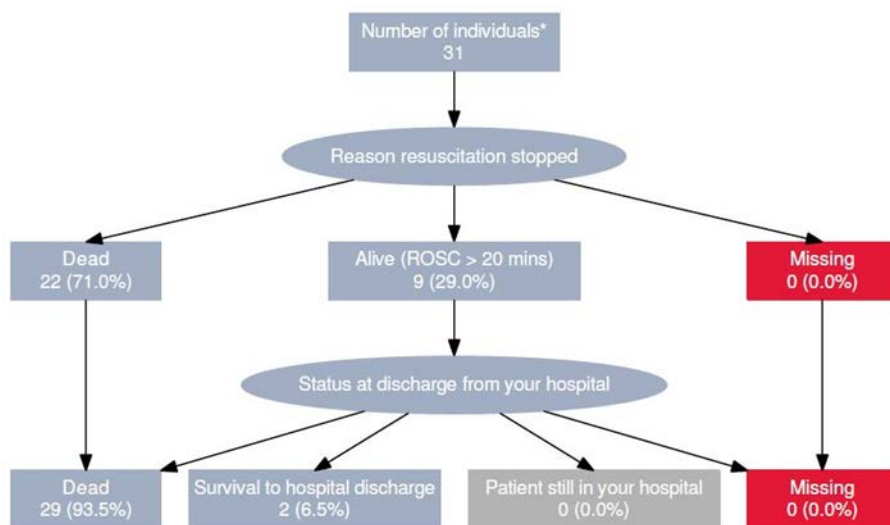 Number of individuals*
31
Reason resuscitation stopped
Dead
22 (71.0%)
Alive (ROSC > 20 mins)
9 (29.0%)
Missing
0 (0.0%)
Status at discharge from your hospital
Dead
29 (93.5%)
Survival to hospital discharge
2 (6.5%)
Patient still in your hospital
0 (0.0%)
Missing
0 (0.0%)